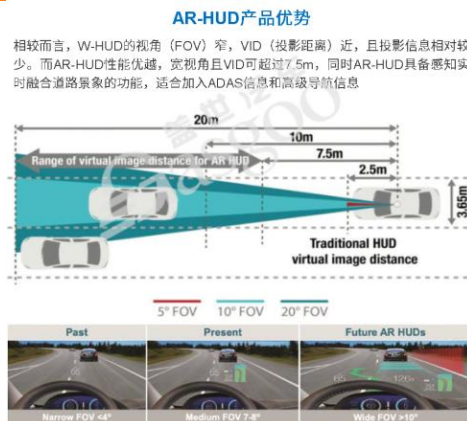 AR-HUD产品优势
相较而言，W-HUD的视角（FOV）窄，VID（投影距离）近，且投影信息相对较
少。而AR-HUD性能优越，宽视角且VID可超过7.5m，同时AR-HUD具备感知实
时融合道路景象的功能，适合加入ADAS信息和高级导航信息
20m
10m
Range of virtual image distance for AR HUD
7.5m
2.5m
3.65m
盖世汽车
Gasgoo
Traditional HUD
virtual image distance
5° FOV 10° FOV 20° FOV
Past Present Future AR HUDs
Narrow FOV <4° Medium FOV 7-8° Wide FOV >10°